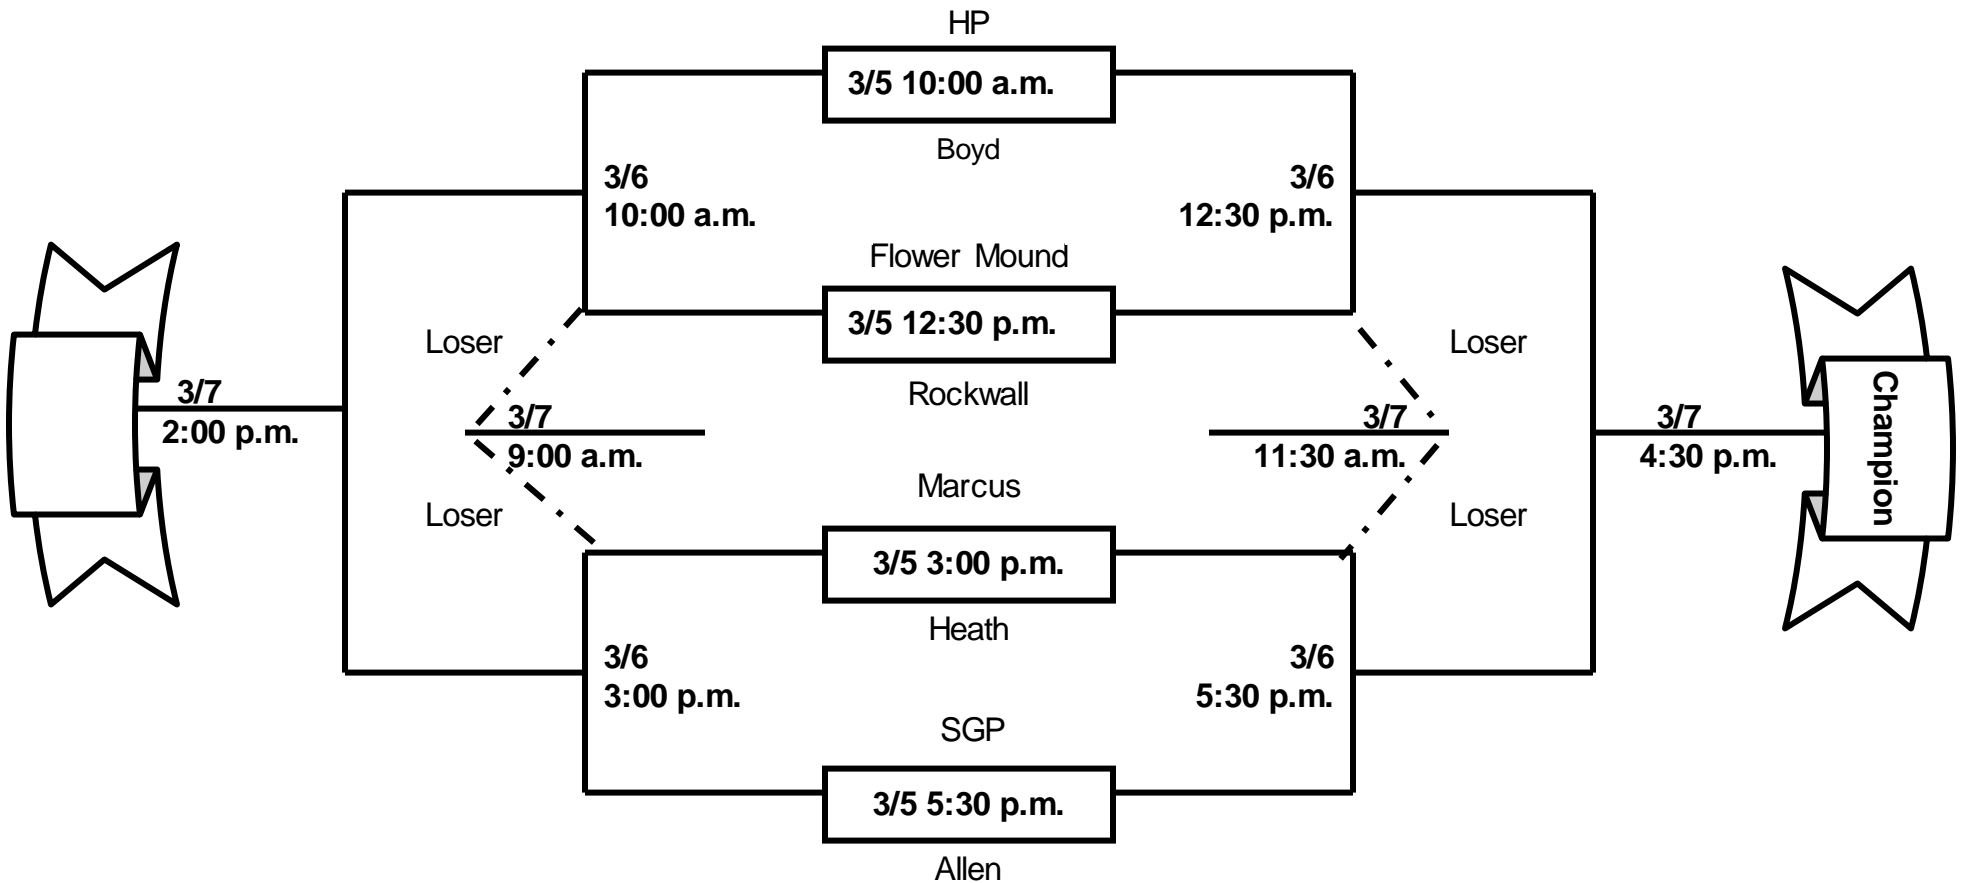 HP
3/5 10:00 a.m.
Boyd
3/6
10:00 a.m.
3/6
12:30 p.m.
Flower Mound
3/5 12:30 p.m.
Rockwall
Loser
Loser
3/7
2:00 p.m.
3/7
9:00 a.m.
3/7
11:30 a.m.
3/7
4:30 p.m.
Champion
Loser
Loser
Marcus
3/5 3:00 p.m.
Heath
3/6
3:00 p.m.
3/6
5:30 p.m.
SGP
3/5 5:30 p.m.
Allen